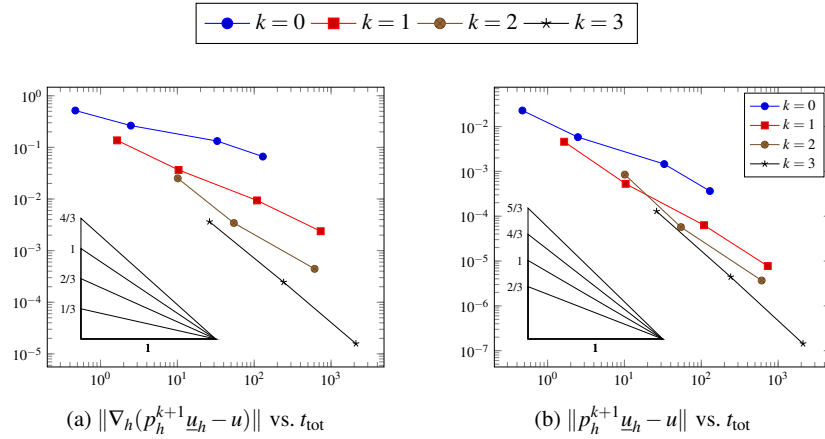 k = 0 k = 1 k = 2 k = 3
10^0
10^{-1}
10^{-2}
10^{-3}
10^{-4}
10^{-5}
4/3
1
2/3
1/3
1
10^0 10^1 10^2 10^3
(a) ‖∇_h(p_h^{k+1}u̲_h − u)‖ vs. t_tot
10^{-2}
10^{-3}
10^{-4}
10^{-5}
10^{-6}
10^{-7}
k = 0
k = 1
k = 2
k = 3
5/3
4/3
1
2/3
1
10^0 10^1 10^2 10^3
(b) ‖p_h^{k+1}u̲_h − u‖ vs. t_tot